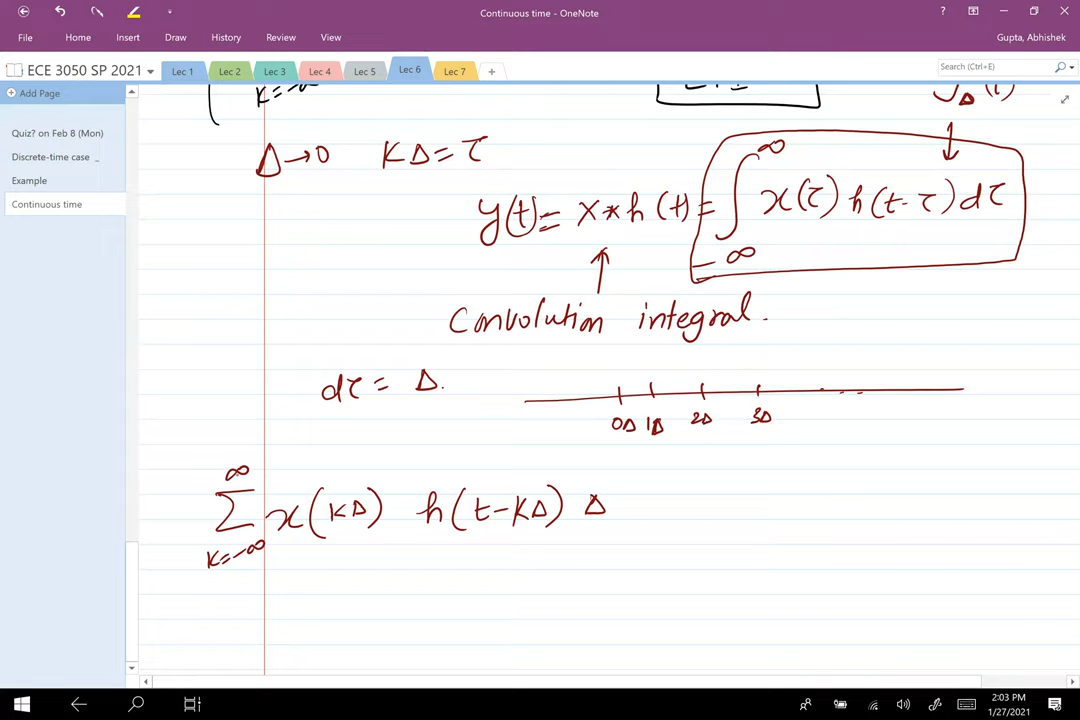 Continuous time - OneNote
?
File Home Insert Draw History Review View
Gupta, Abhishek
ECE 3050 SP 2021
Lec 1 Lec 2 Lec 3 Lec 4 Lec 5 Lec 6 Lec 7 +
Search (Ctrl+E)
Add Page
Quiz? on Feb 8 (Mon)
Discrete-time case
Example
Continuous time
K=-∞
Δ→0 KΔ=τ
y(t)= x*h(t) = ∫_{-∞}^{∞} x(τ) h(t-τ)dτ
Convolution integral.
dτ = Δ.
0Δ 1Δ 2Δ 3Δ ...
∑_{K=-∞}^{∞} x(KΔ) h(t-KΔ) Δ
2:03 PM
1/27/2021